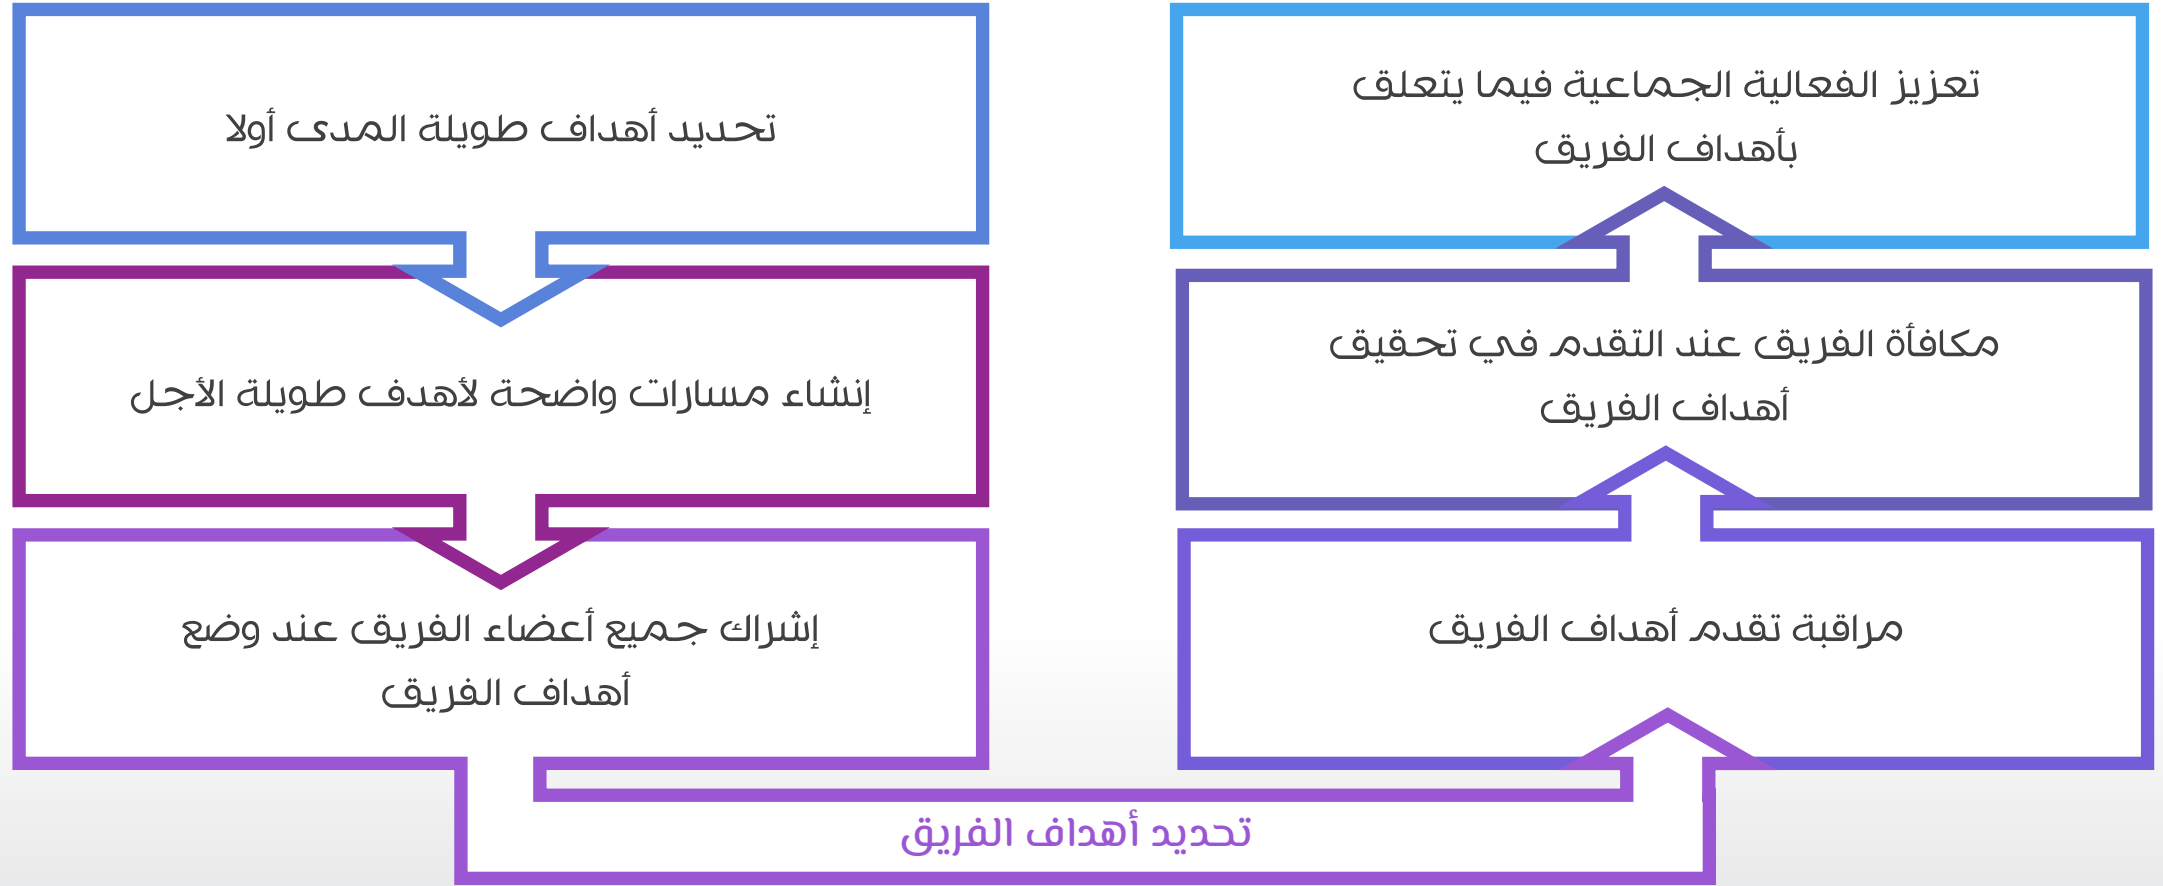 تحديد أهداف طويلة المدى أولا
إنشاء مسارات واضحة لأهدف طويلة الأجل
إشراك جميع أعضاء الفريق عند وضع
أهداف الفريق
تحديد أهداف الفريق
مراقبة تقدم أهداف الفريق
مكافأة الفريق عند التقدم في تحقيق
أهداف الفريق
تعزيز الفعالية الجماعية فيما يتعلق
بأهداف الفريق